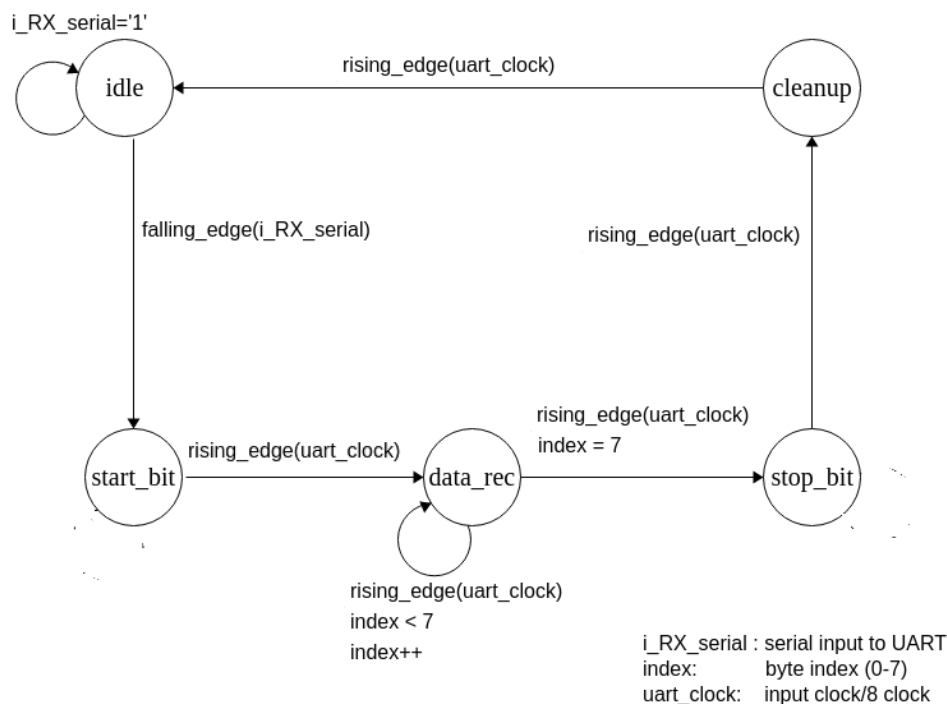 i_RX_serial='1'
idle
rising_edge(uart_clock)
cleanup
falling_edge(i_RX_serial)
rising_edge(uart_clock)
start_bit
rising_edge(uart_clock)
data_rec
rising_edge(uart_clock)
index = 7
stop_bit
rising_edge(uart_clock)
index < 7
index++
i_RX_serial : serial input to UART
index: byte index (0-7)
uart_clock: input clock/8 clock